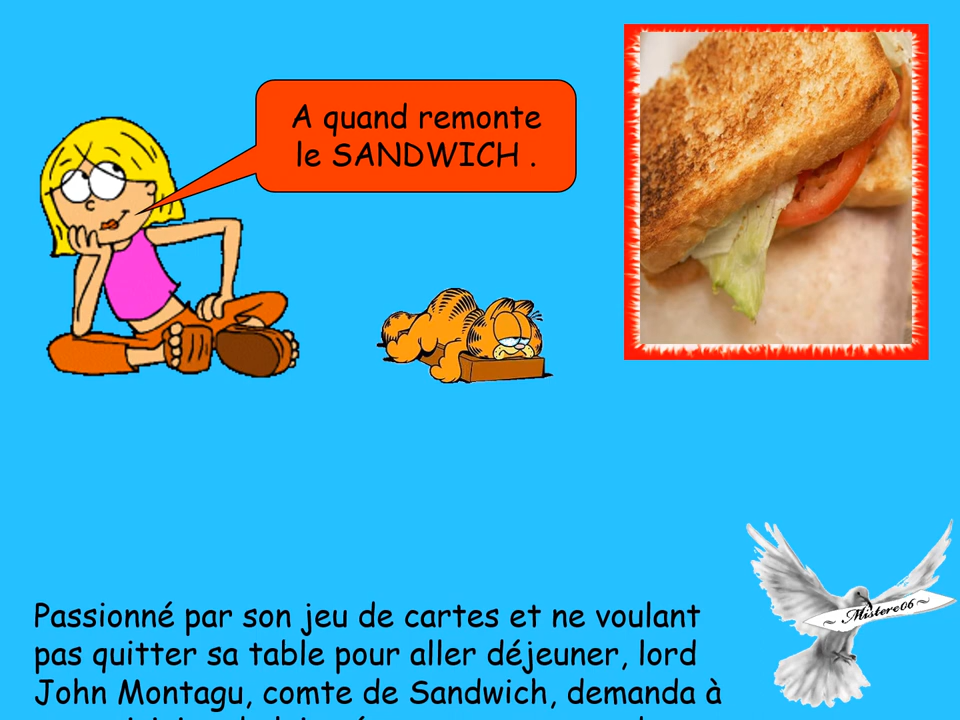 A quand remonte
le SANDWICH .
Passionné par son jeu de cartes et ne voulant
pas quitter sa table pour aller déjeuner, lord
John Montagu, comte de Sandwich, demanda à
~ Mistere06 ~